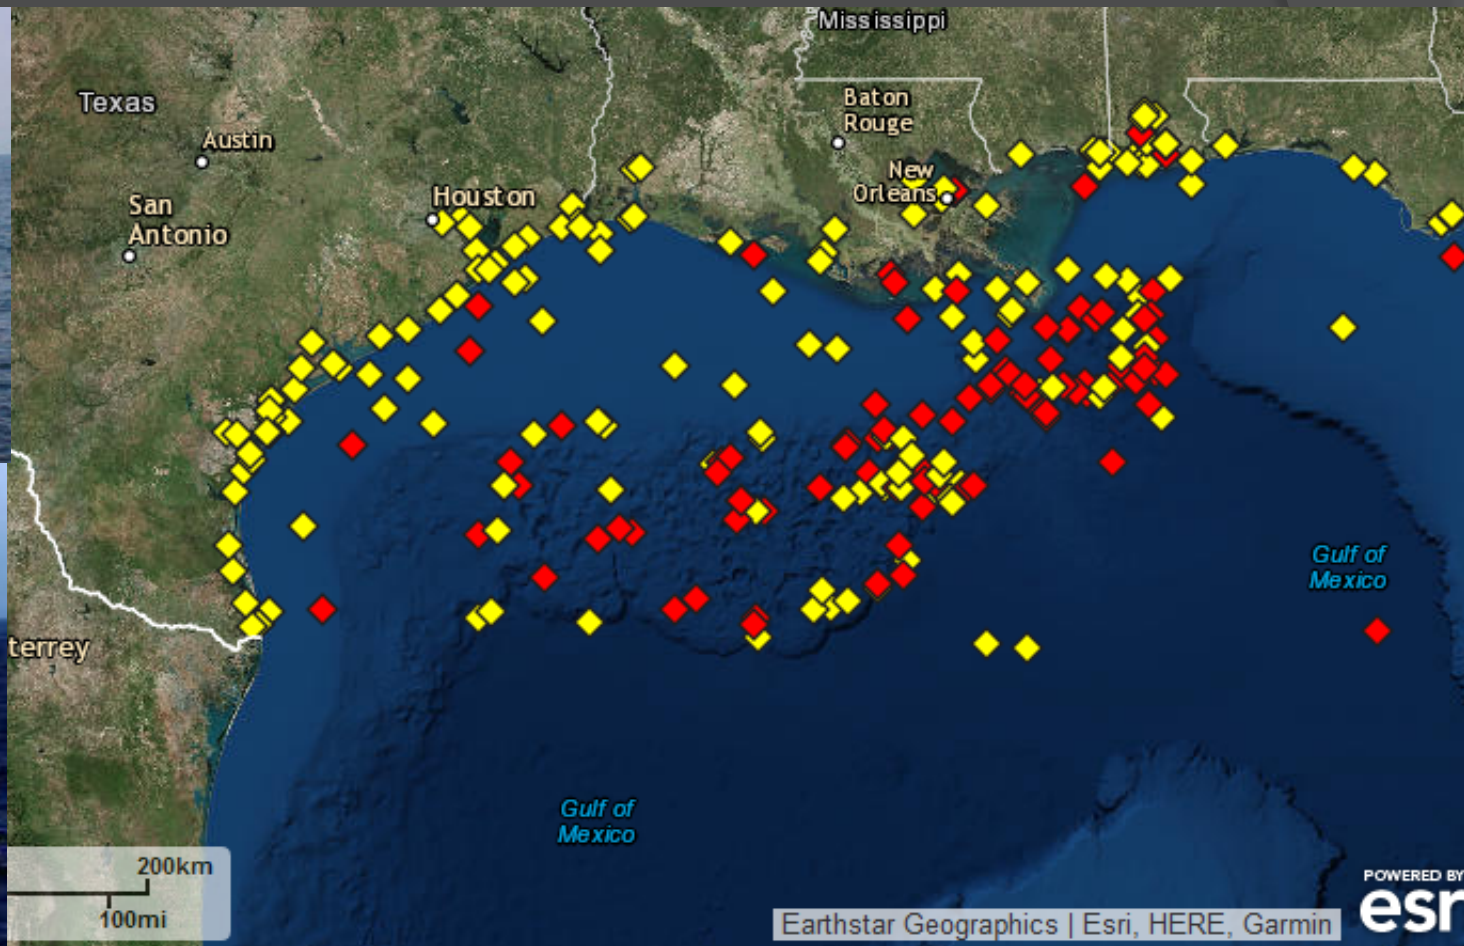 Mississippi
Texas
Baton
Rouge
Austin
New
Orleans
Houston
San
Antonio
Gulf of
Mexico
terrey
Gulf of
Mexico
200km
100mi
POWERED BY
esri
Earthstar Geographics | Esri, HERE, Garmin